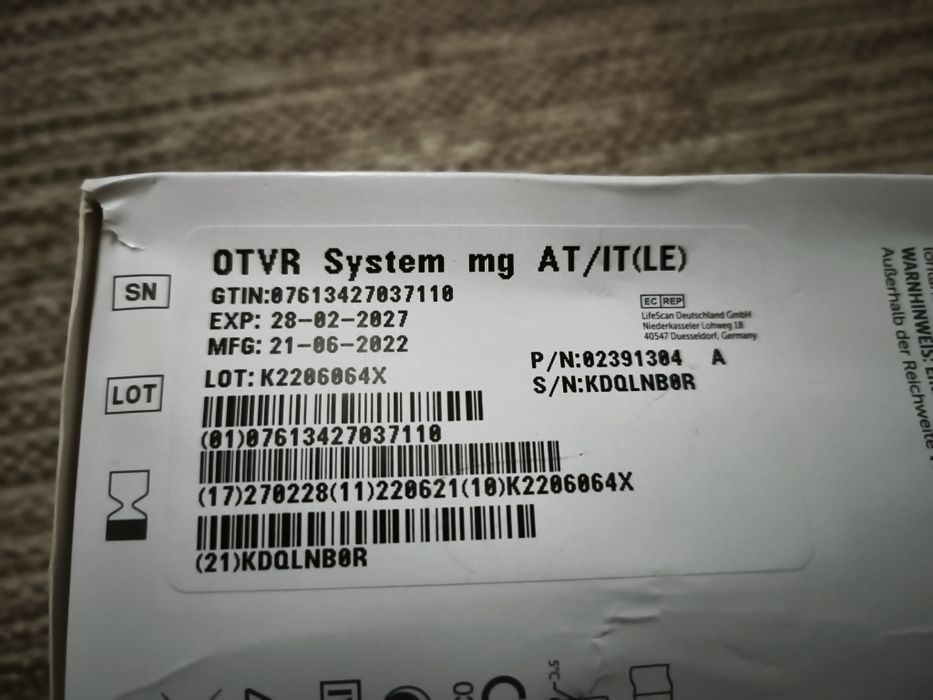 OTVR System mg AT/IT(LE)
SN
GTIN:07613427037110
EXP: 28-02-2027
MFG: 21-06-2022
EC REP
LifeScan Deutschland GmbH
Niederkasseler Lohweg 18
40547 Duesseldorf, Germany
P/N:02391304 A
S/N:KDQLNB0R
LOT
LOT: K2206064X
(01)07613427037110
(17)270228(11)220621(10)K2206064X
(21)KDQLNB0R
WARNHINWEIS:
Außerhalb der Reichweite
5°C